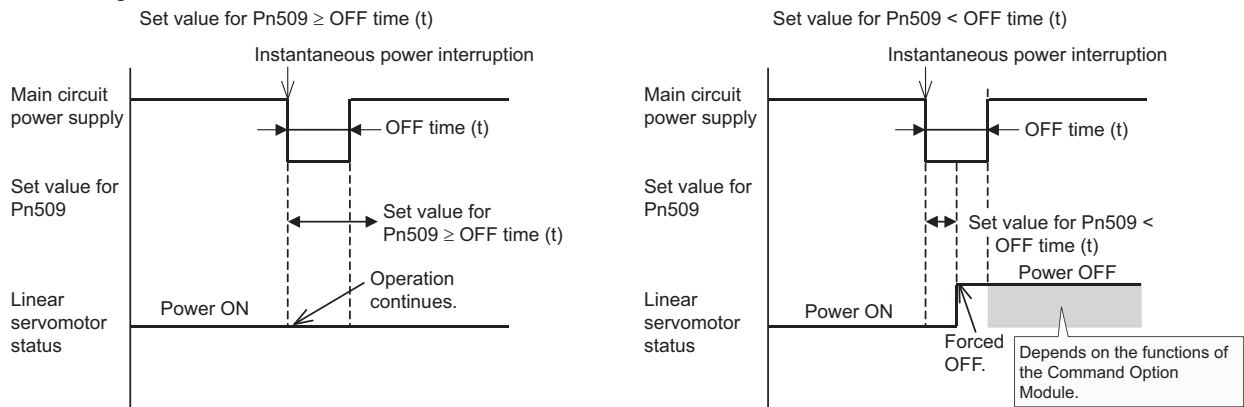 Set value for Pn509 ≥ OFF time (t)
Instantaneous power interruption
Main circuit
power supply
OFF time (t)
Set value for
Pn509
Set value for
Pn509 ≥ OFF time (t)
Operation
continues.
Linear
servomotor
status
Power ON
Set value for Pn509 < OFF time (t)
Instantaneous power interruption
Main circuit
power supply
OFF time (t)
Set value for
Pn509
Set value for Pn509 <
OFF time (t)
Power OFF
Linear
servomotor
status
Power ON
Forced
OFF.
Depends on the functions of
the Command Option
Module.